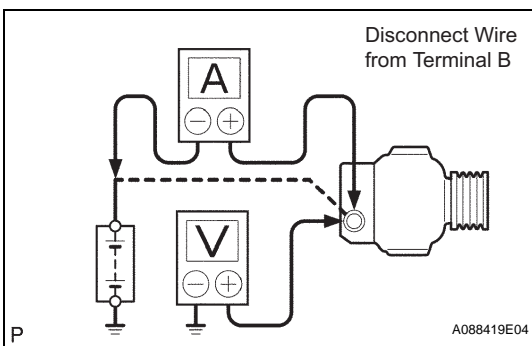 Disconnect Wire
from Terminal B
A
− +
V
− +
P
A088419E04